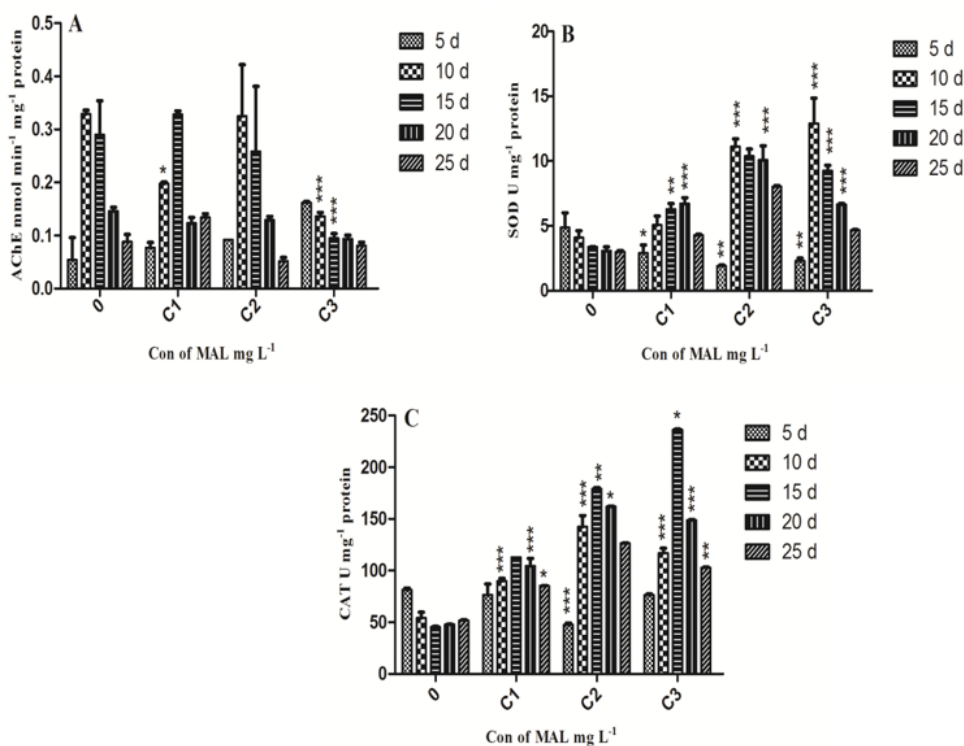 A
AChE mmol min⁻¹ mg⁻¹ protein
0.5
0.4
0.3
0.2
0.1
0.0
*
***
***
0
C1
C2
C3
Con of MAL mg L⁻¹
5 d
10 d
15 d
20 d
25 d
B
SOD U mg⁻¹ protein
20
15
10
5
0
*
**
***
**
***
***
**
***
***
***
0
C1
C2
C3
Con of MAL mg L⁻¹
5 d
10 d
15 d
20 d
25 d
C
CAT U mg⁻¹ protein
250
200
150
100
50
0
***
***
*
***
***
**
*
***
*
***
**
0
C1
C2
C3
Con of MAL mg L⁻¹
5 d
10 d
15 d
20 d
25 d